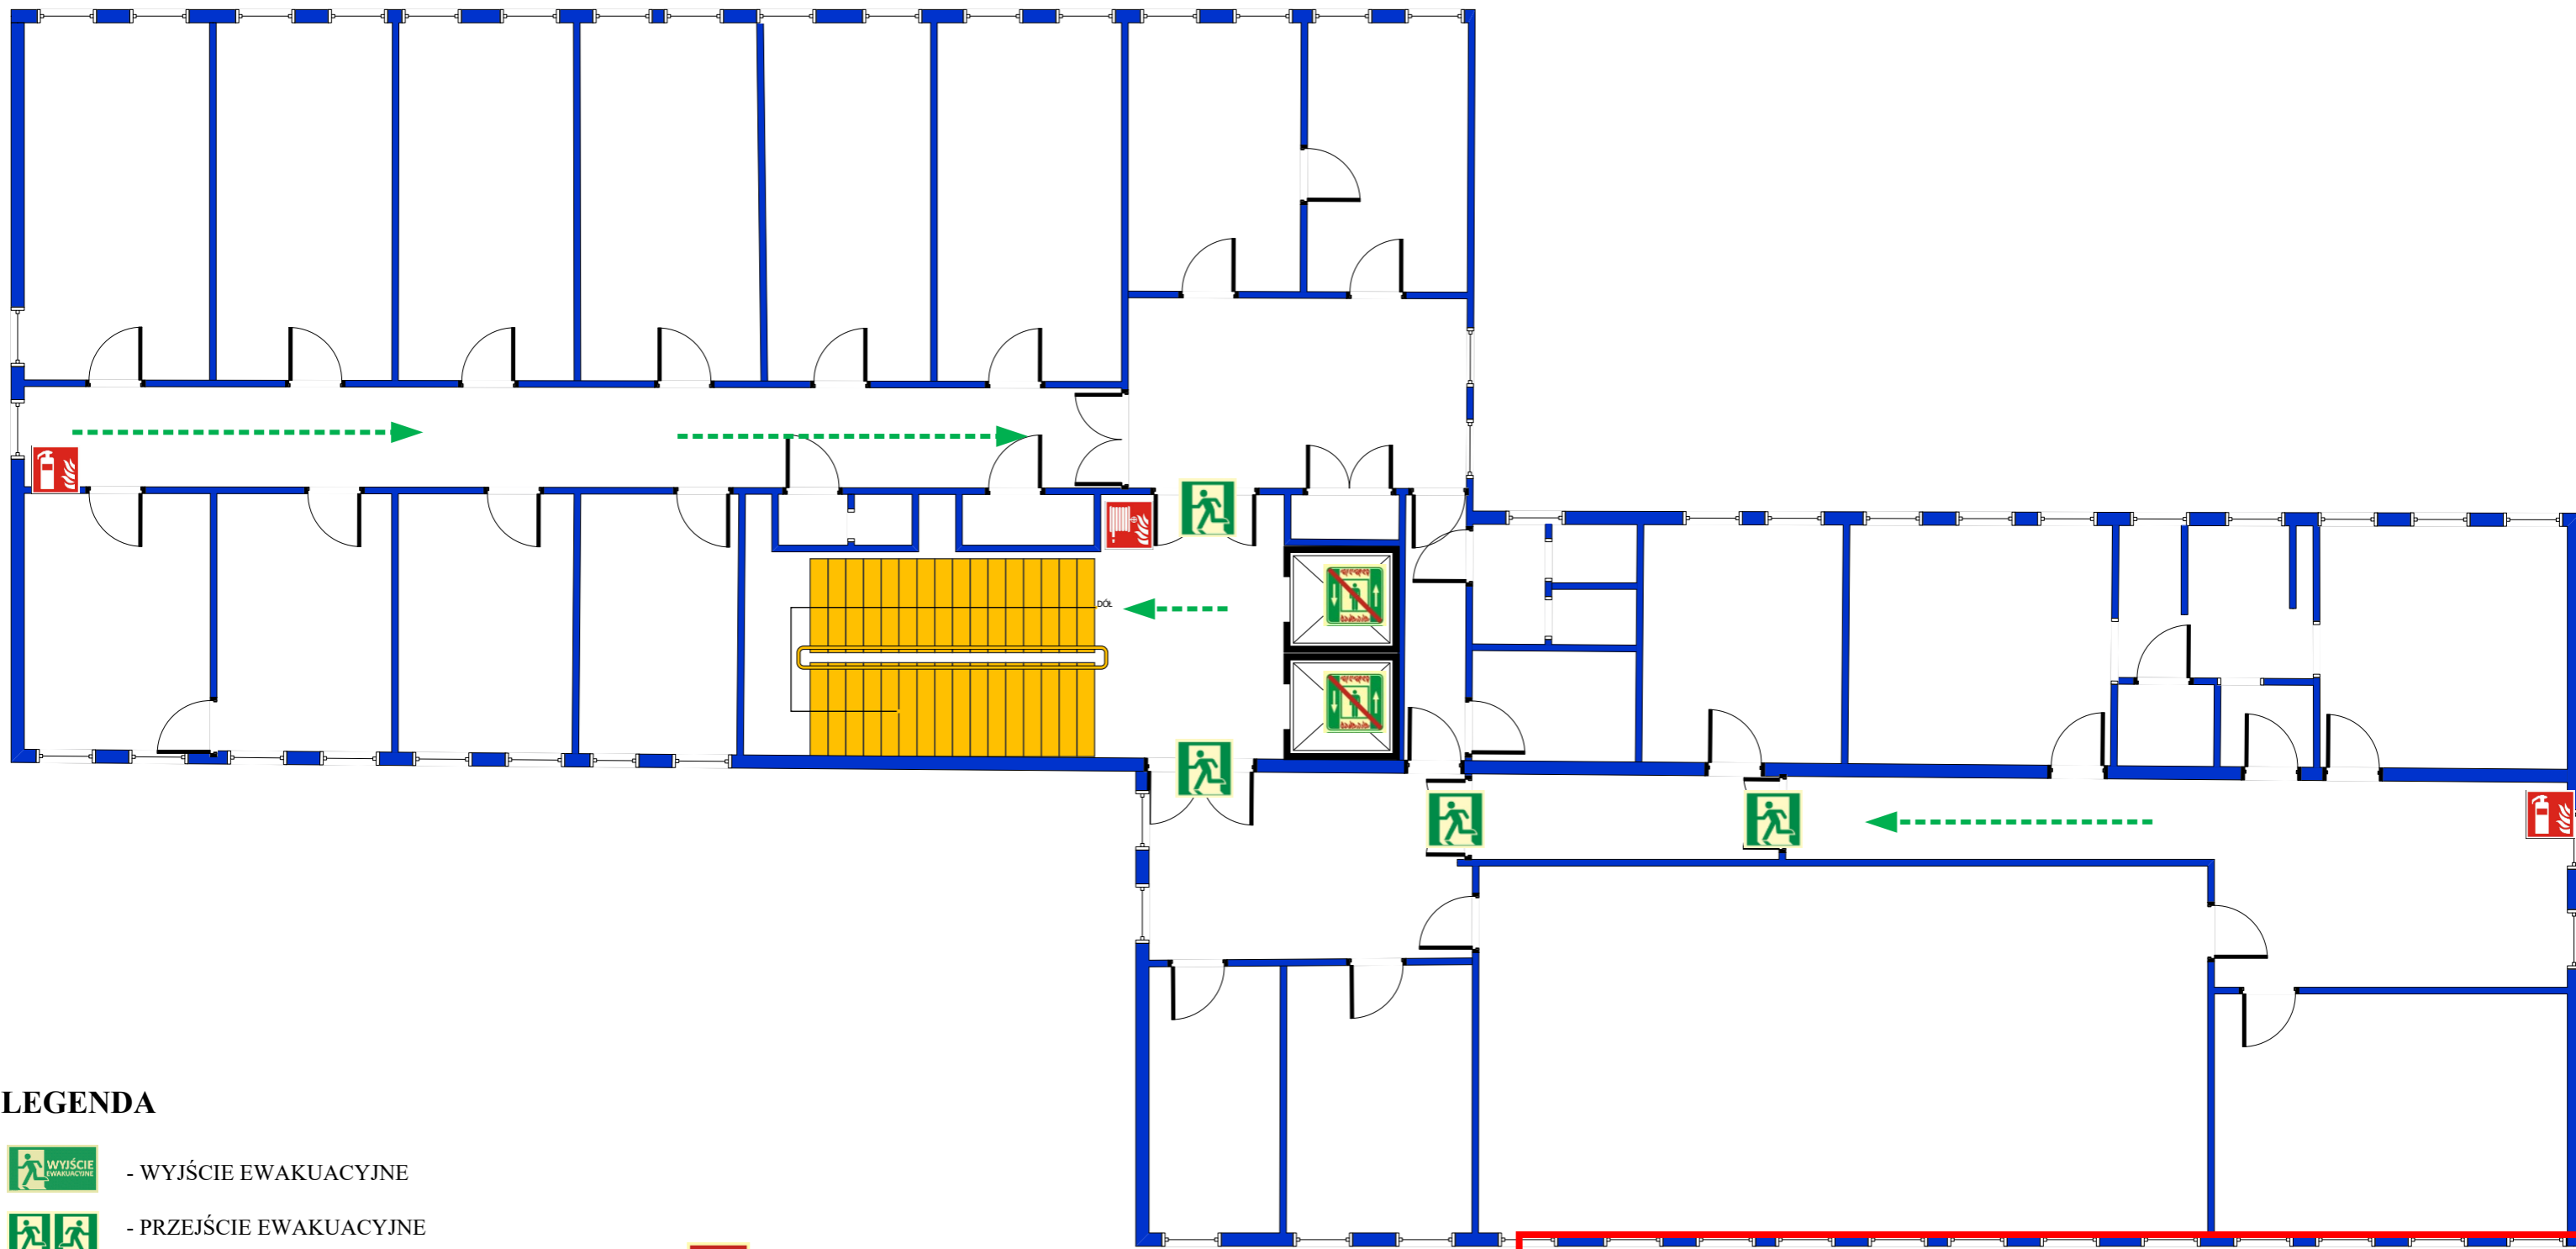 DÓŁ
LEGENDA
WYJŚCIE
EWAKUACYJNE
- WYJŚCIE EWAKUACYJNE
- PRZEJŚCIE EWAKUACYJNE